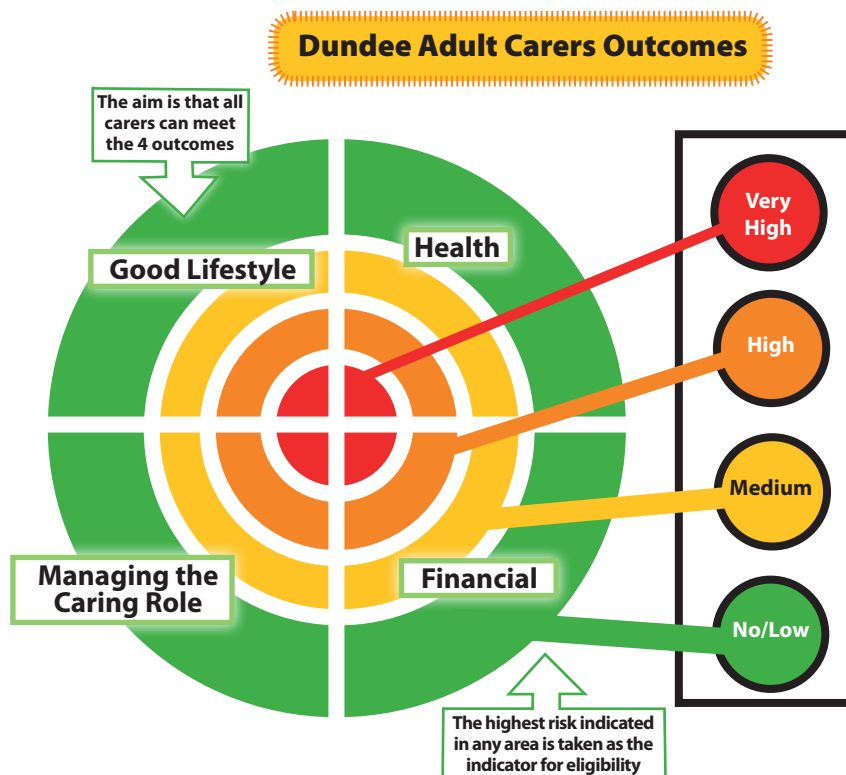 Dundee Adult Carers Outcomes
The aim is that all
carers can meet
the 4 outcomes
Good Lifestyle
Health
Managing the
Caring Role
Financial
Very
High
High
Medium
No/Low
The highest risk indicated
in any area is taken as the
indicator for eligibility